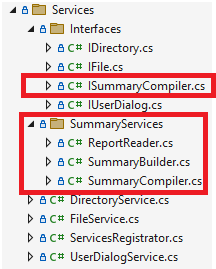 Services
Interfaces
C# IDirectory.cs
C# IFile.cs
C# ISummaryCompiler.cs
C# IUserDialog.cs
SummaryServices
C# ReportReader.cs
C# SummaryBuilder.cs
C# SummaryCompiler.cs
C# DirectoryService.cs
C# FileService.cs
C# ServicesRegistrator.cs
C# UserDialogService.cs